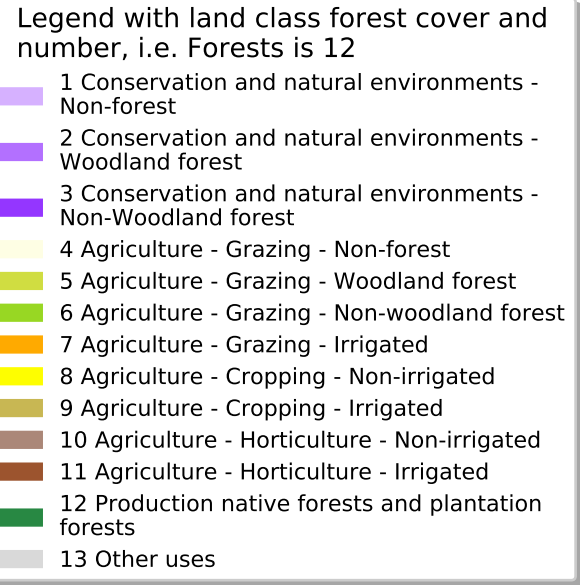 Legend with land class forest cover and
number, i.e. Forests is 12
1 Conservation and natural environments -
Non-forest
2 Conservation and natural environments -
Woodland forest
3 Conservation and natural environments -
Non-Woodland forest
4 Agriculture - Grazing - Non-forest
5 Agriculture - Grazing - Woodland forest
6 Agriculture - Grazing - Non-woodland forest
7 Agriculture - Grazing - Irrigated
8 Agriculture - Cropping - Non-irrigated
9 Agriculture - Cropping - Irrigated
10 Agriculture - Horticulture - Non-irrigated
11 Agriculture - Horticulture - Irrigated
12 Production native forests and plantation
forests
13 Other uses